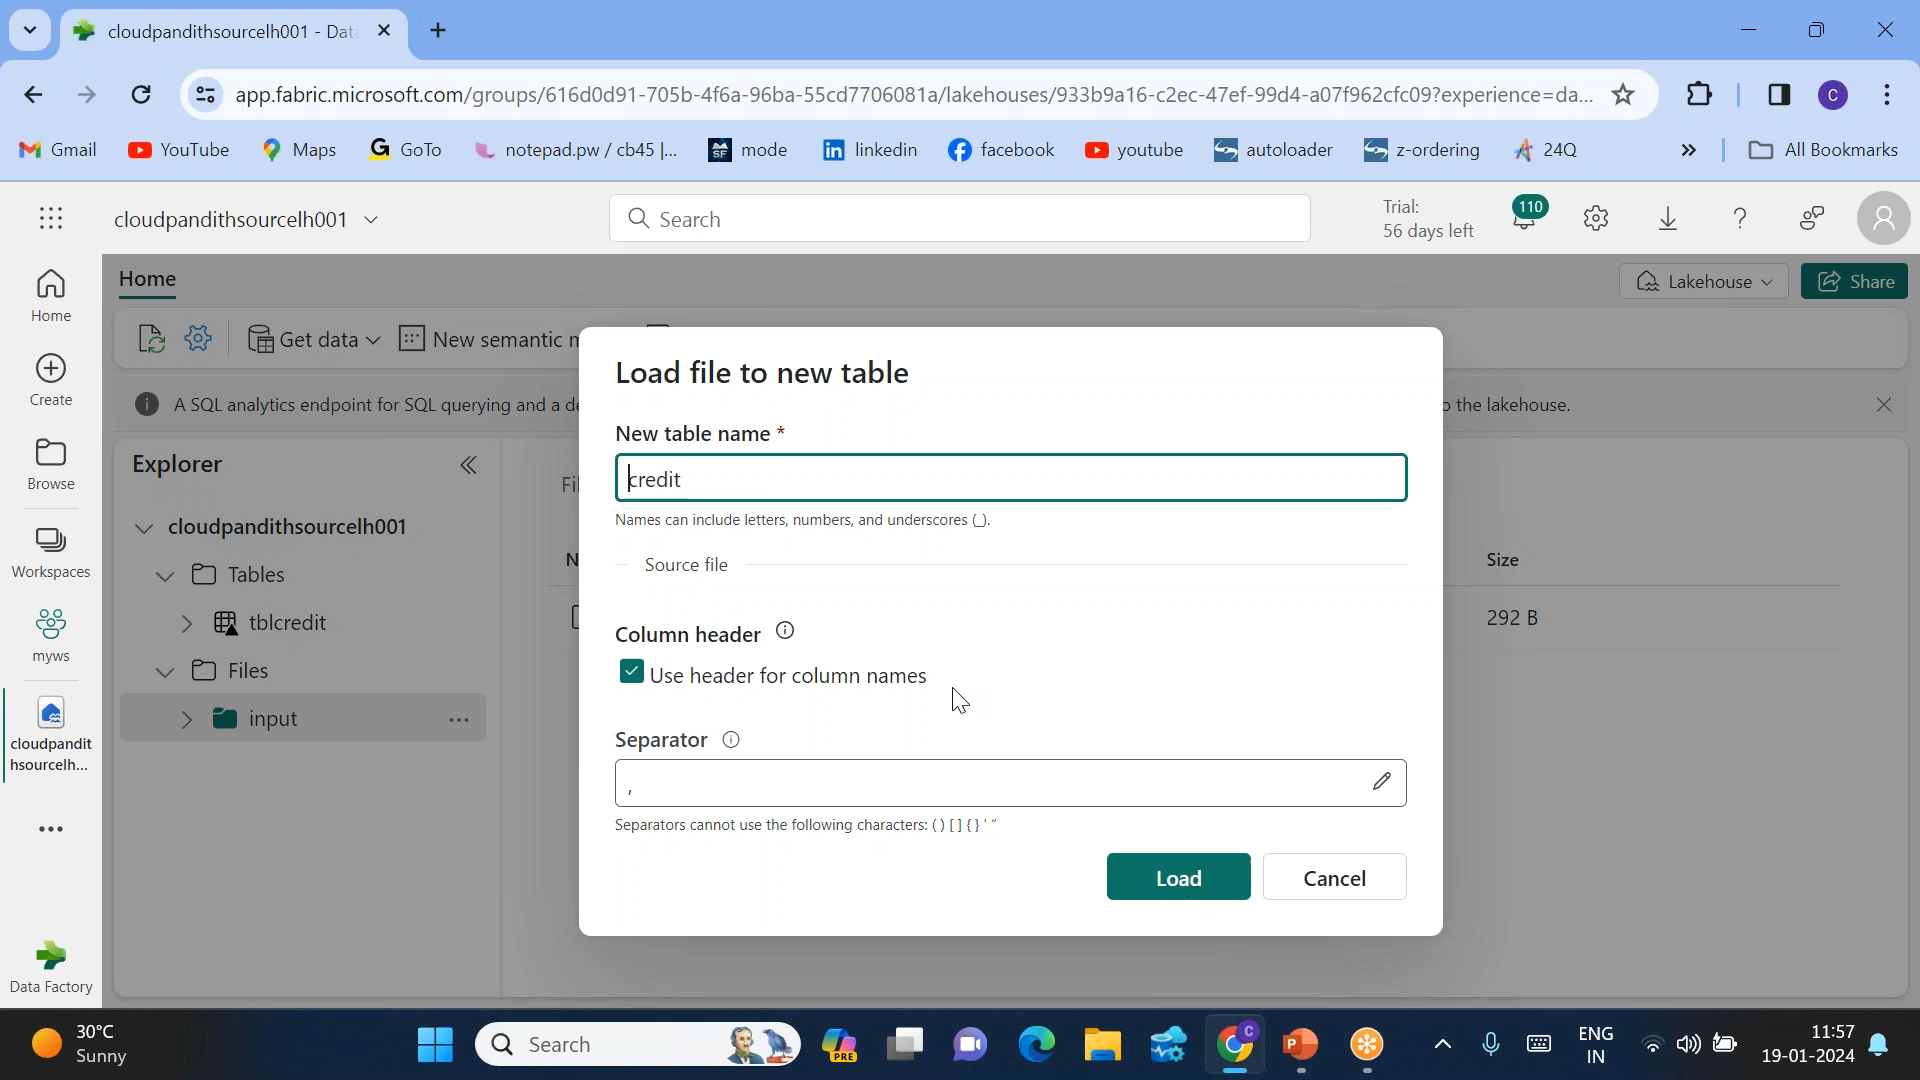 cloudpandithsourcelh001 - Dat
app.fabric.microsoft.com/groups/616d0d91-705b-4f6a-96ba-55cd7706081a/lakehouses/933b9a16-c2ec-47ef-99d4-a07f962cfc09?experience=da...
C
Gmail
YouTube
Maps
GoTo
notepad.pw / cb45 |...
mode
linkedin
facebook
youtube
autoloader
z-ordering
24Q
All Bookmarks
cloudpandithsourcelh001
Search
Trial:
56 days left
110
Home
Lakehouse
Share
Home
Get data
New semantic m
Create
A SQL analytics endpoint for SQL querying and a de
o the lakehouse.
Load file to new table
New table name *
credit
Names can include letters, numbers, and underscores (_).
Source file
Column header
Use header for column names
Separator
,
Separators cannot use the following characters: ( ) [ ] { } ' "
Load
Cancel
Explorer
Browse
cloudpandithsourcelh001
Tables
tblcredit
Files
input
Fil
N
Size
292 B
Workspaces
myws
cloudpandit
hsourcelh...
Data Factory
30°C
Sunny
Search
PRE
C
P
ENG
IN
11:57
19-01-2024